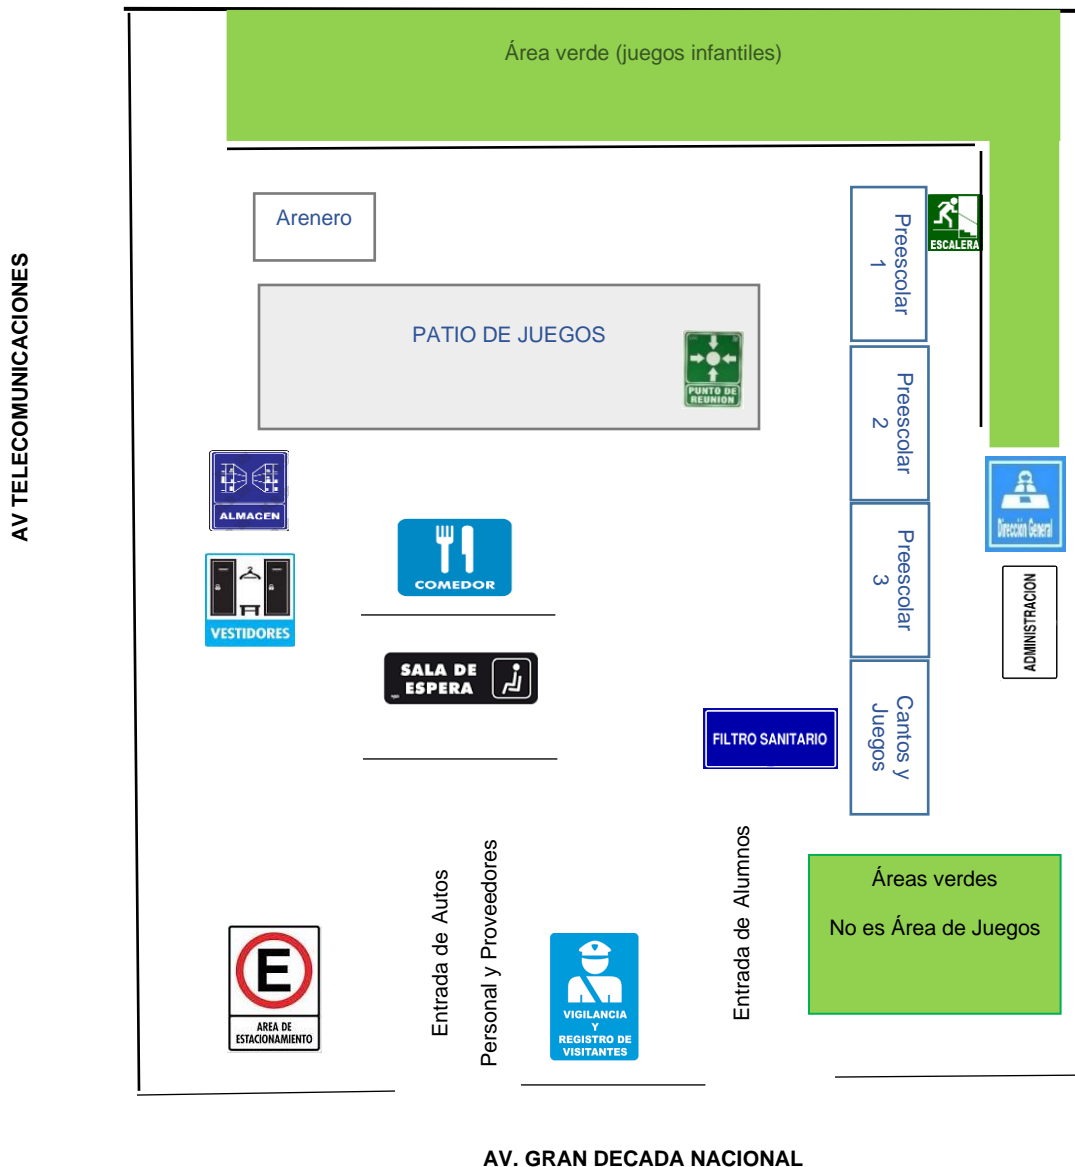 Área verde (juegos infantiles)
Arenero
Preescolar
1
ESCALERA
AV TELECOMUNICACIONES
PATIO DE JUEGOS
PUNTO DE
REUNION
Preescolar
2
ALMACEN
Dirección General
COMEDOR
Preescolar
3
VESTIDORES
ADMINISTRACION
SALA DE
ESPERA
Cantos y
Juegos
FILTRO SANITARIO
Entrada de Autos
Personal y Proveedores
Entrada de Alumnos
Áreas verdes
No es Área de Juegos
E
AREA DE
ESTACIONAMIENTO
VIGILANCIA
Y
REGISTRO DE
VISITANTES
AV. GRAN DECADA NACIONAL